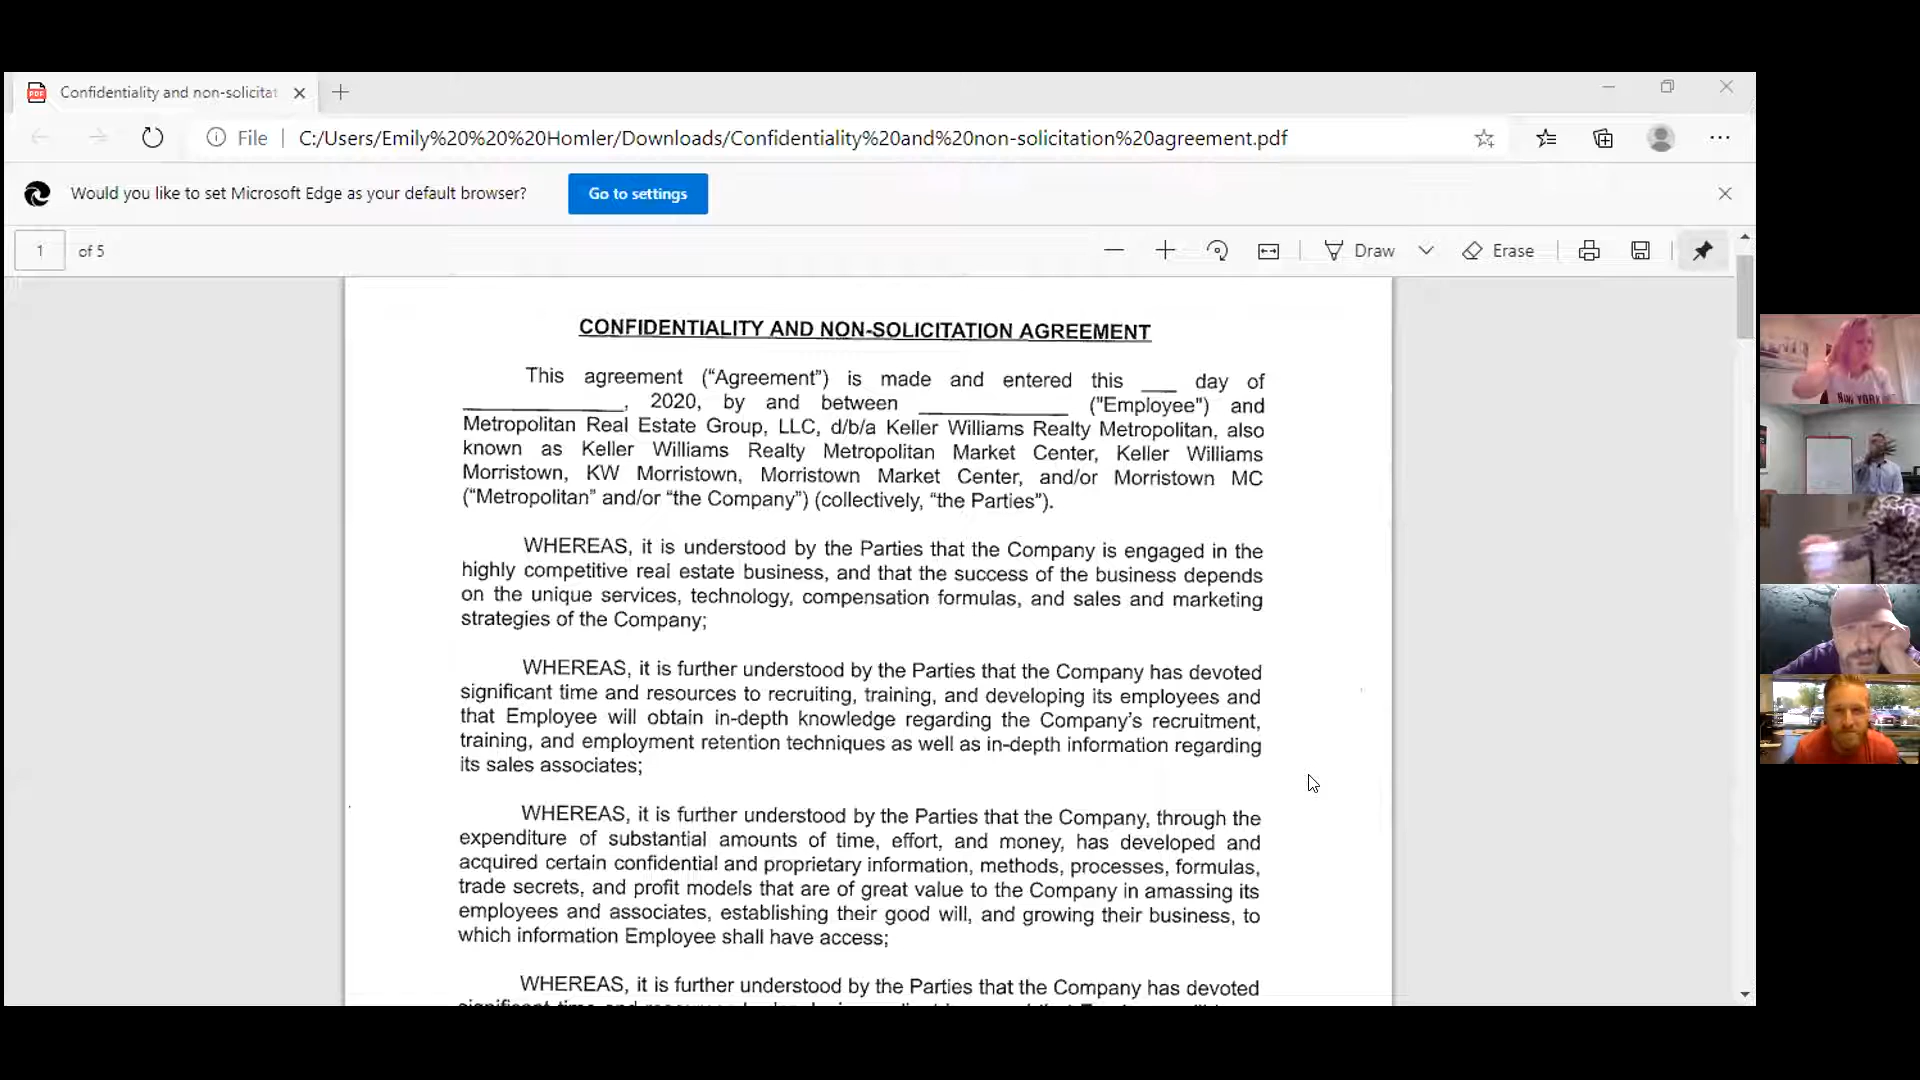 Confidentiality and non-solicitat
File
C:/Users/Emily%20%20%20Homler/Downloads/Confidentiality%20and%20non-solicitation%20agreement.pdf
Would you like to set Microsoft Edge as your default browser?
Go to settings
1 of 5
Draw
Erase
CONFIDENTIALITY AND NON-SOLICITATION AGREEMENT
This agreement (“Agreement”) is made and entered this ___ day of
______________, 2020, by and between _____________ ("Employee") and
Metropolitan Real Estate Group, LLC, d/b/a Keller Williams Realty Metropolitan, also
known as Keller Williams Realty Metropolitan Market Center, Keller Williams
Morristown, KW Morristown, Morristown Market Center, and/or Morristown MC
(“Metropolitan” and/or “the Company”) (collectively, “the Parties”).
WHEREAS, it is understood by the Parties that the Company is engaged in the
highly competitive real estate business, and that the success of the business depends
on the unique services, technology, compensation formulas, and sales and marketing
strategies of the Company;
WHEREAS, it is further understood by the Parties that the Company has devoted
significant time and resources to recruiting, training, and developing its employees and
that Employee will obtain in-depth knowledge regarding the Company’s recruitment,
training, and employment retention techniques as well as in-depth information regarding
its sales associates;
WHEREAS, it is further understood by the Parties that the Company, through the
expenditure of substantial amounts of time, effort, and money, has developed and
acquired certain confidential and proprietary information, methods, processes, formulas,
trade secrets, and profit models that are of great value to the Company in amassing its
employees and associates, establishing their good will, and growing their business, to
which information Employee shall have access;
WHEREAS, it is further understood by the Parties that the Company has devoted
NEW YORK